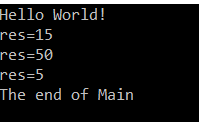 Hello World!
res=15
res=50
res=5
The end of Main